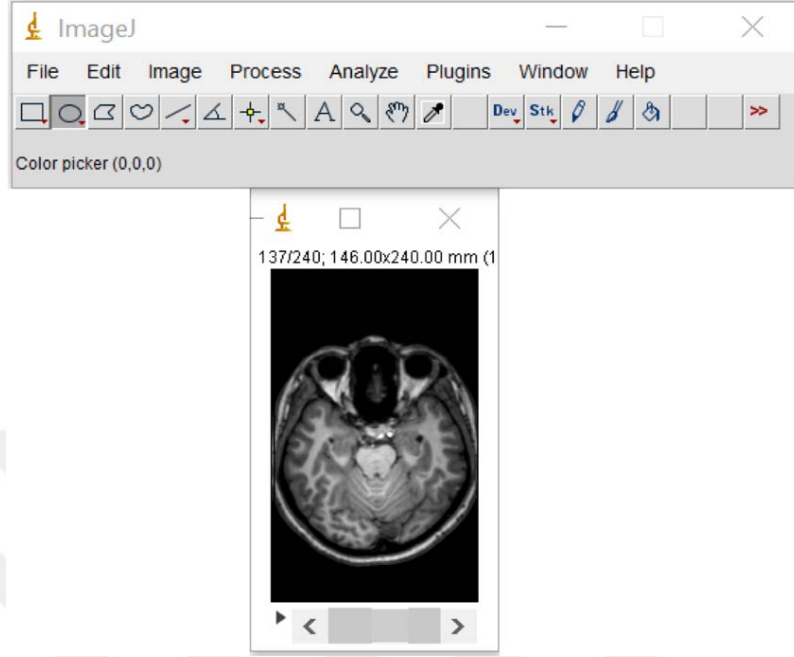 ImageJ
File Edit Image Process Analyze Plugins Window Help
A Dev Stk >>
Color picker (0,0,0)
137/240; 146.00x240.00 mm (1